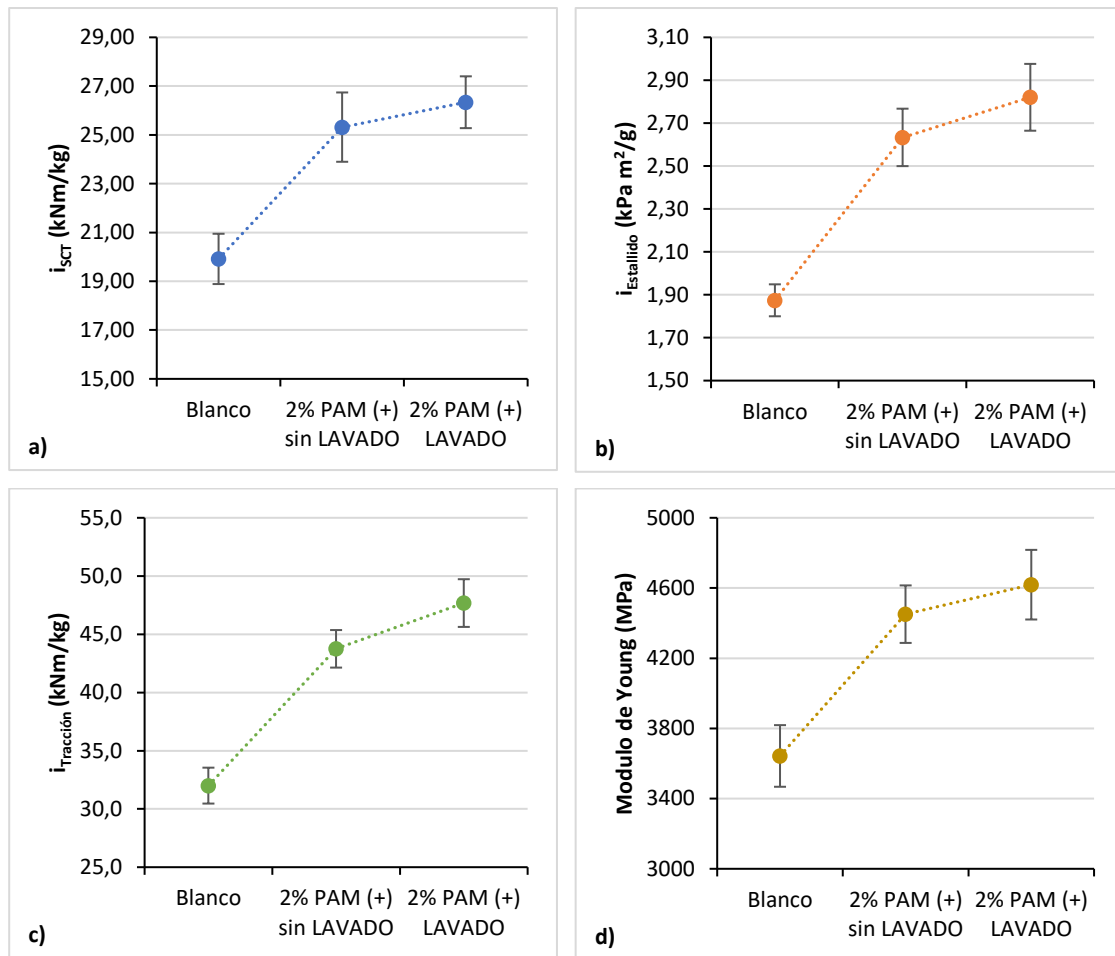 29,00
27,00
25,00
23,00
21,00
19,00
17,00
15,00
i_SCT (kNm/kg)
Blanco
2% PAM (+)
sin LAVADO
2% PAM (+)
LAVADO
a)
3,10
2,90
2,70
2,50
2,30
2,10
1,90
1,70
1,50
i_Estallido (kPa m²/g)
Blanco
2% PAM (+)
sin LAVADO
2% PAM (+)
LAVADO
b)
55,0
50,0
45,0
40,0
35,0
30,0
25,0
i_Tracción (kNm/kg)
Blanco
2% PAM (+)
sin LAVADO
2% PAM (+)
LAVADO
c)
5000
4600
4200
3800
3400
3000
Modulo de Young (MPa)
Blanco
2% PAM (+)
sin LAVADO
2% PAM (+)
LAVADO
d)